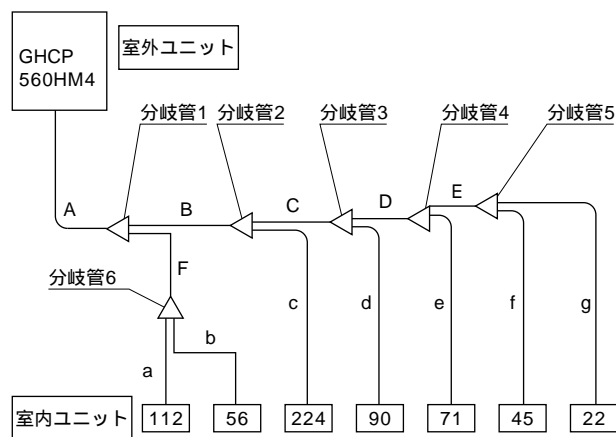 GHCP
560HM4
室外ユニット
分岐管1
分岐管2
分岐管3
分岐管4
分岐管5
A
B
C
D
E
F
分岐管6
a
b
c
d
e
f
g
室内ユニット
112
56
224
90
71
45
22